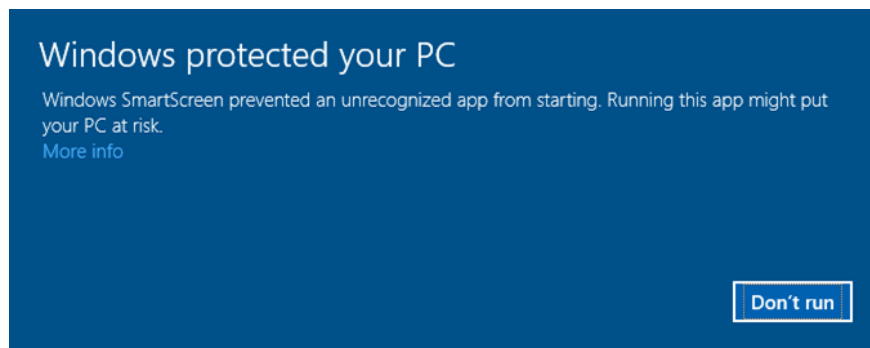 Windows protected your PC
Windows SmartScreen prevented an unrecognized app from starting. Running this app might put
your PC at risk.
More info
Don't run